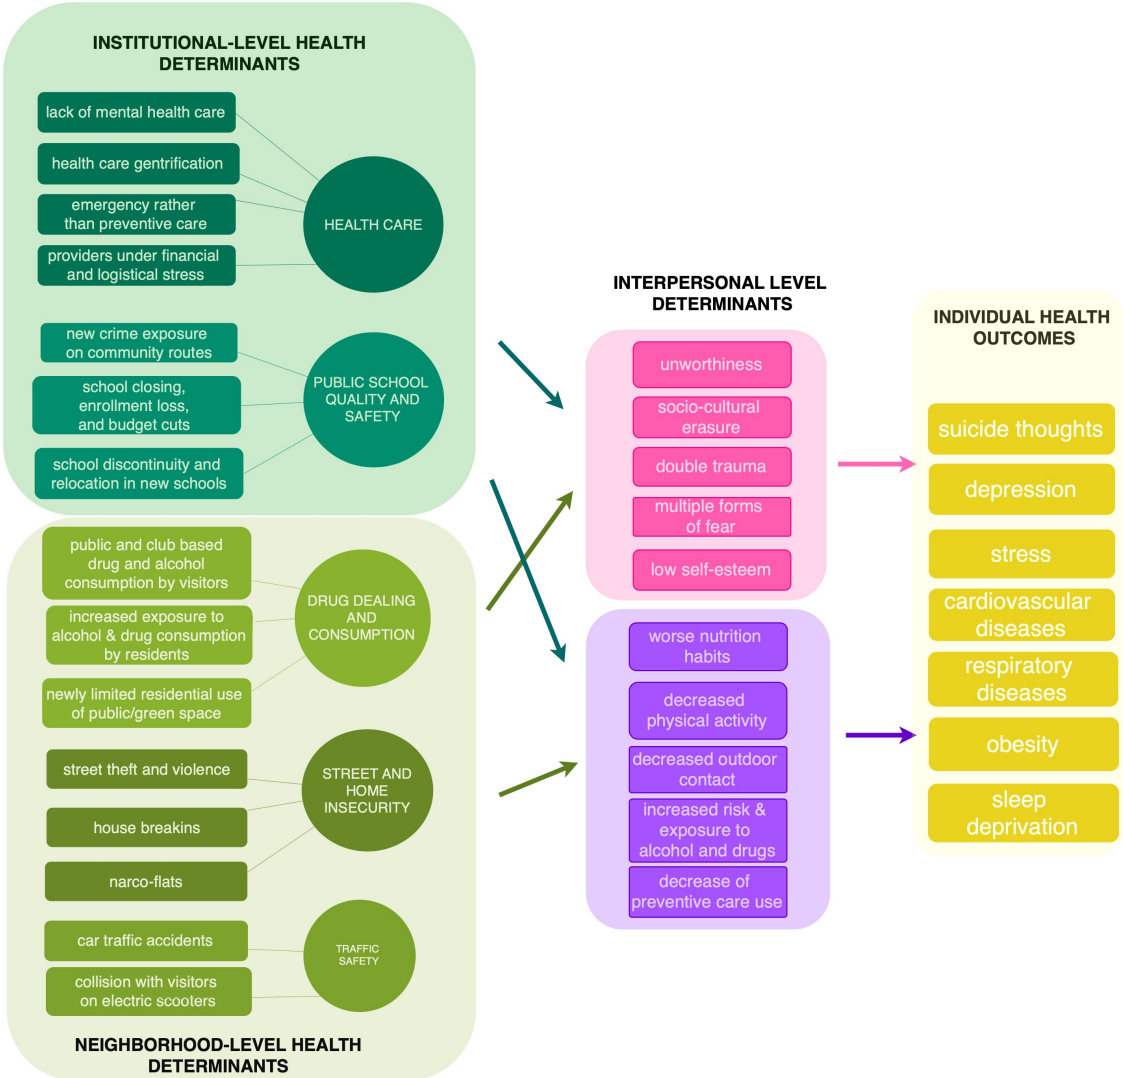 INSTITUTIONAL-LEVEL HEALTH
DETERMINANTS
lack of mental health care
health care gentrification
emergency rather
than preventive care
providers under financial
and logistical stress
HEALTH CARE
new crime exposure
on community routes
school closing,
enrollment loss,
and budget cuts
school discontinuity and
relocation in new schools
PUBLIC SCHOOL
QUALITY AND
SAFETY
public and club based
drug and alcohol
consumption by visitors
increased exposure to
alcohol & drug consumption
by residents
newly limited residential use
of public/green space
DRUG DEALING
AND
CONSUMPTION
street theft and violence
house breakins
narco-flats
STREET AND
HOME
INSECURITY
car traffic accidents
collision with visitors
on electric scooters
TRAFFIC
SAFETY
NEIGHBORHOOD-LEVEL HEALTH
DETERMINANTS
INTERPERSONAL LEVEL
DETERMINANTS
unworthiness
socio-cultural
erasure
double trauma
multiple forms
of fear
low self-esteem
worse nutrition
habits
decreased
physical activity
decreased outdoor
contact
increased risk &
exposure to
alcohol and drugs
decrease of
preventive care use
INDIVIDUAL HEALTH
OUTCOMES
suicide thoughts
depression
stress
cardiovascular
diseases
respiratory
diseases
obesity
sleep
deprivation